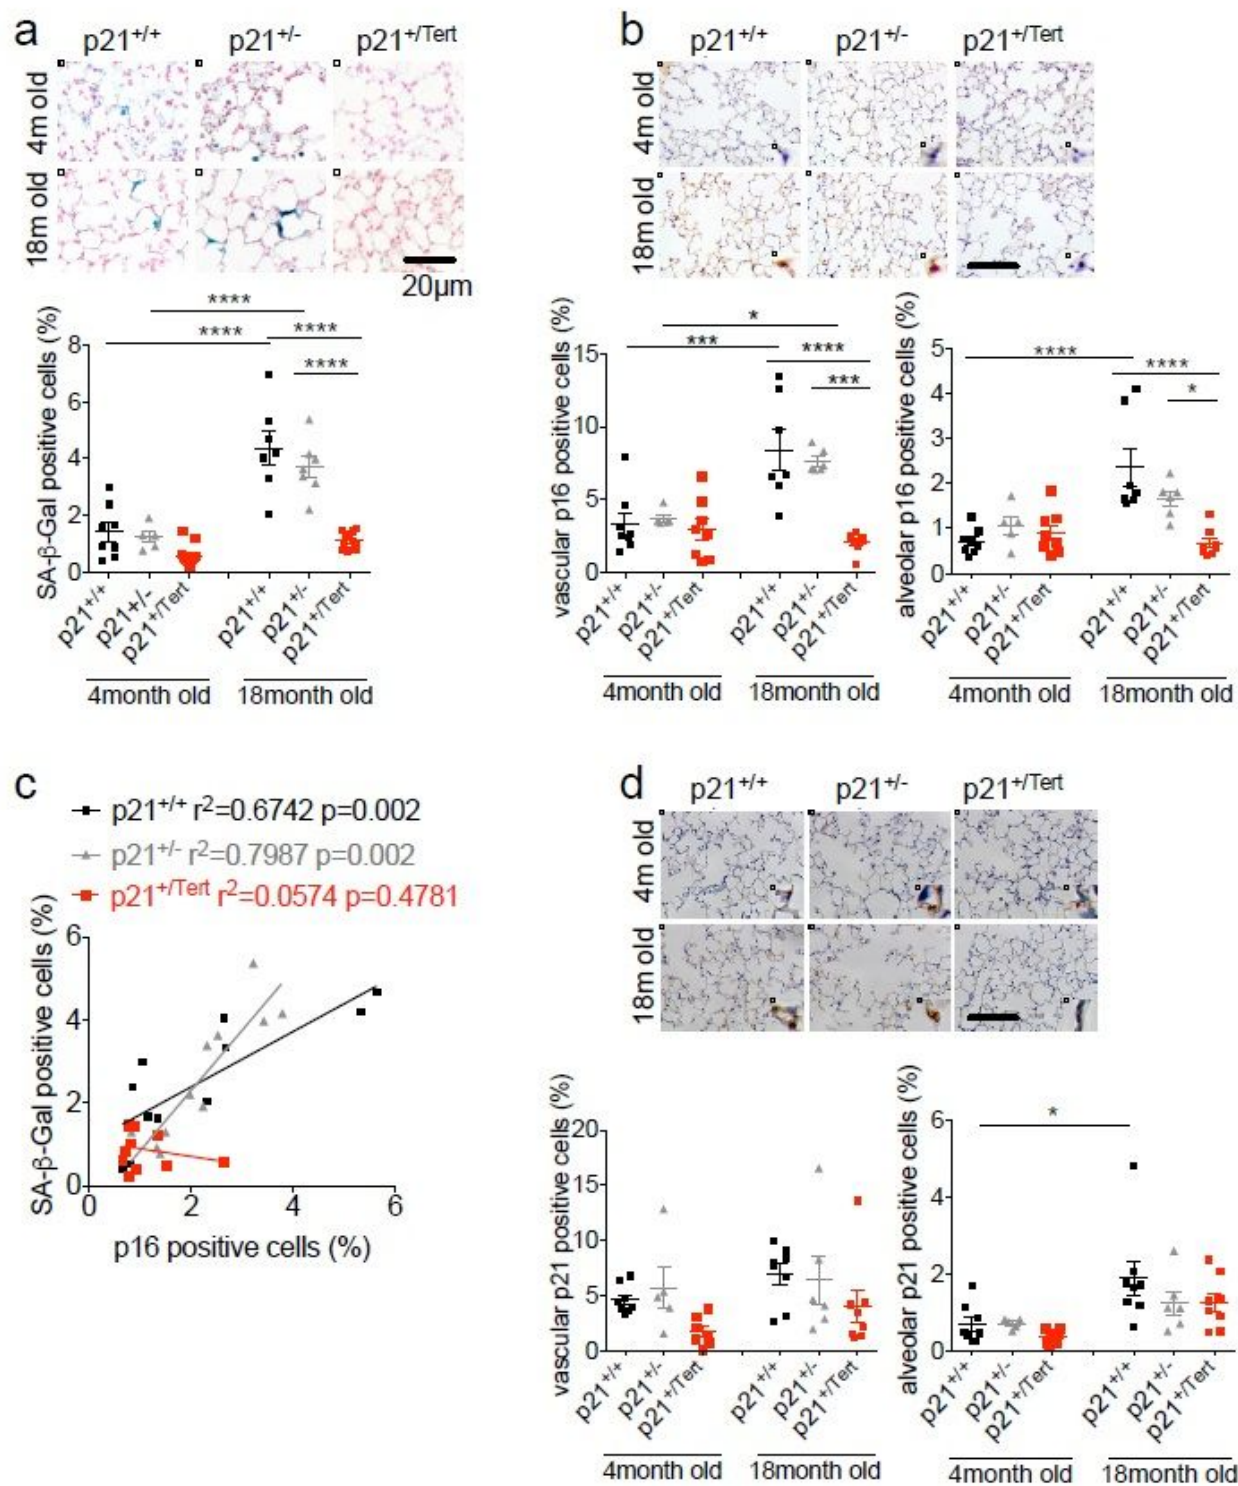 a
p21+/+ p21+/- p21+/Tert
4m old
18m old
20μm
SA-β-Gal positive cells (%)
**** 
**** ****
****
8
6
4
2
0
p21+/+ p21+/- p21+/Tert p21+/+ p21+/- p21+/Tert
4month old 18month old
b
p21+/+ p21+/- p21+/Tert
4m old
18m old
vascular p16 positive cells (%)
*
*** ****
***
15
10
5
0
p21+/+ p21+/- p21+/Tert p21+/+ p21+/- p21+/Tert
4month old 18month old
alveolar p16 positive cells (%)
**** ****
*
5
4
3
2
1
0
p21+/+ p21+/- p21+/Tert p21+/+ p21+/- p21+/Tert
4month old 18month old
c
p21+/+ r2=0.6742 p=0.002
p21+/- r2=0.7987 p=0.002
p21+/Tert r2=0.0574 p=0.4781
SA-β-Gal positive cells (%)
6
4
2
0
0 2 4 6
p16 positive cells (%)
d
p21+/+ p21+/- p21+/Tert
4m old
18m old
vascular p21 positive cells (%)
20
15
10
5
0
p21+/+ p21+/- p21+/Tert p21+/+ p21+/- p21+/Tert
4month old 18month old
alveolar p21 positive cells (%)
*
6
4
2
0
p21+/+ p21+/- p21+/Tert p21+/+ p21+/- p21+/Tert
4month old 18month old